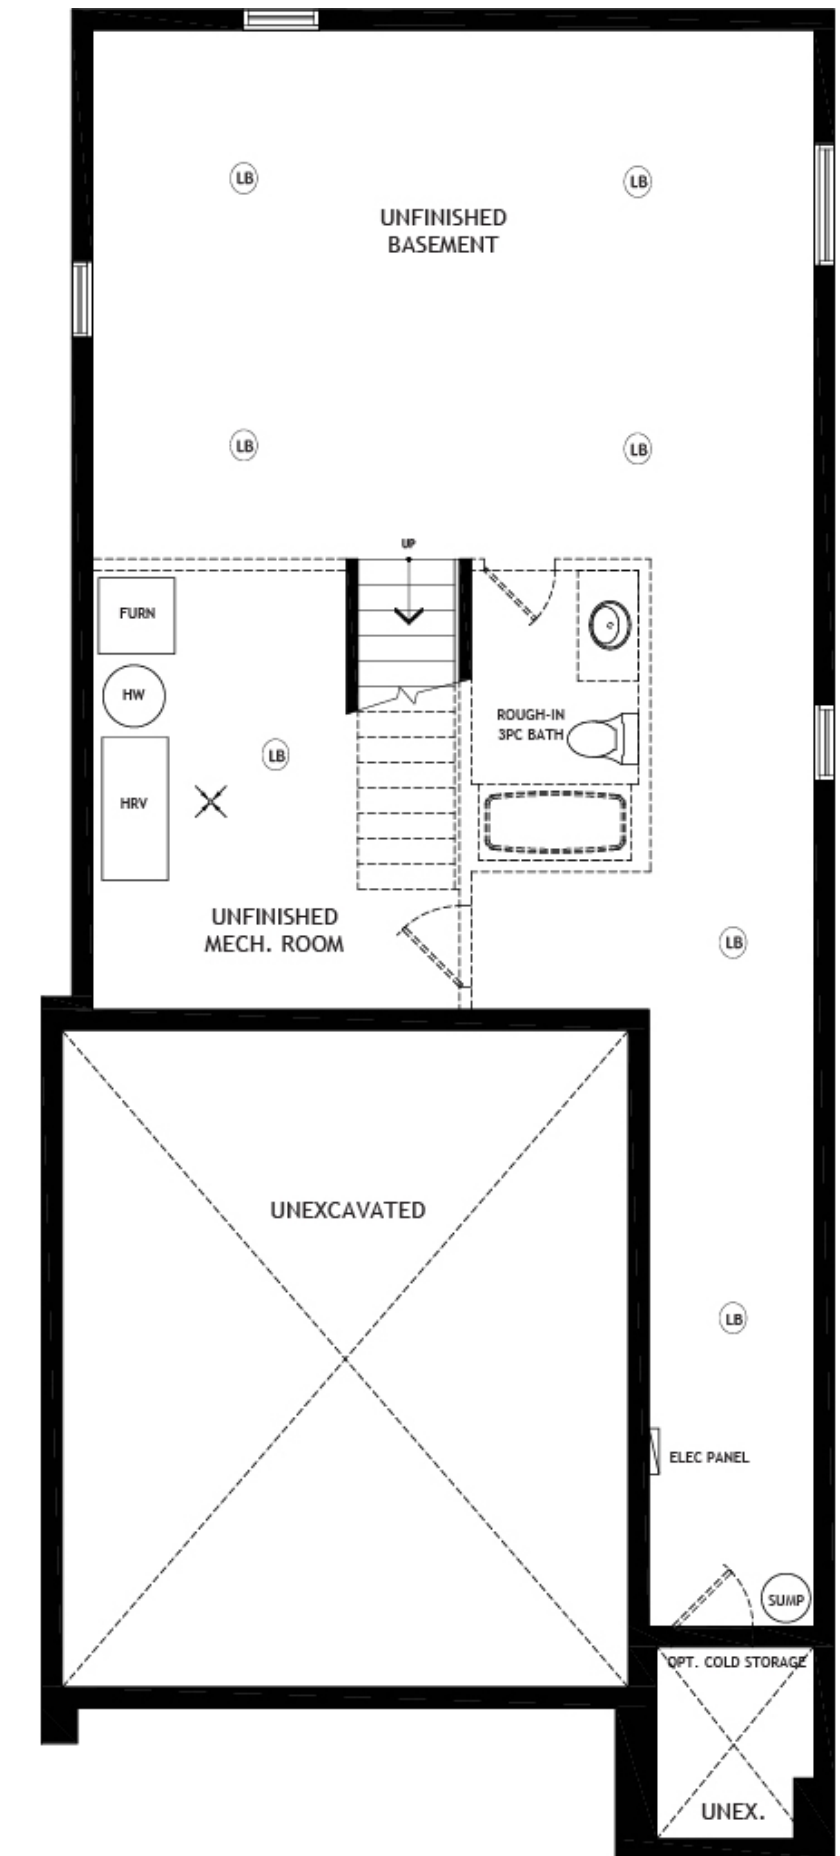 LB
LB
UNFINISHED
BASEMENT
LB
LB
UP
FURN
HW
ROUGH-IN
3PC BATH
LB
HRV
UNFINISHED
MECH. ROOM
LB
UNEXCAVATED
LB
ELEC PANEL
SUMP
OPT. COLD STORAGE
UNEX.